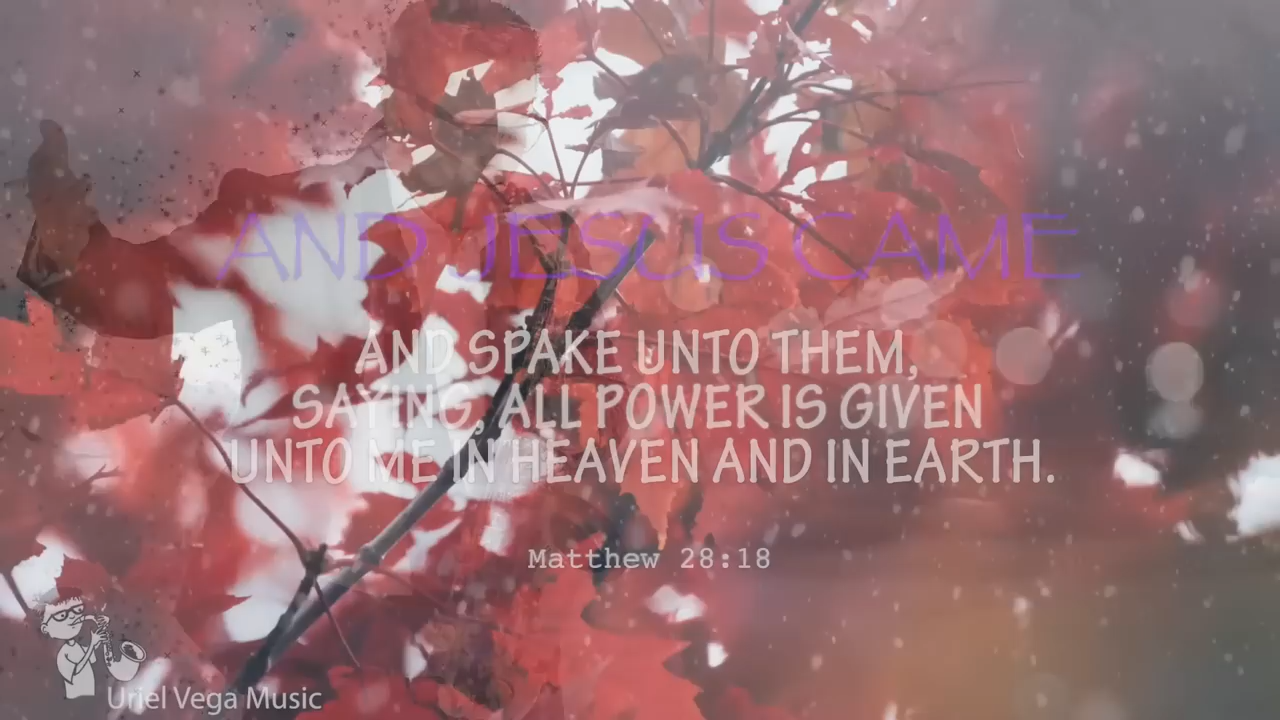 AND JESUS CAME
AND SPAKE UNTO THEM,
SAYING, ALL POWER IS GIVEN
UNTO ME IN HEAVEN AND IN EARTH.
Matthew 28:18
Uriel Vega Music